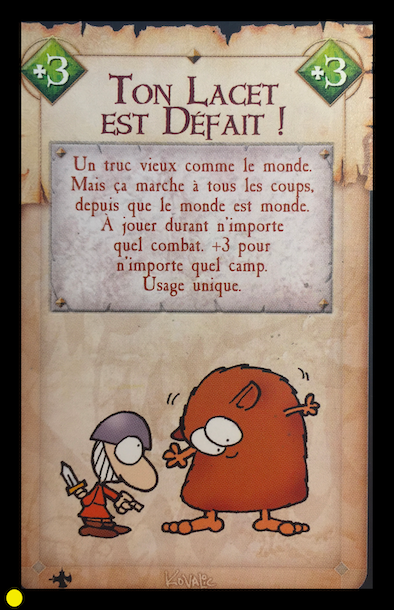 +3
+3
Ton Lacet
est Défait !
Un truc vieux comme le monde.
Mais ça marche à tous les coups,
depuis que le monde est monde.
À jouer durant n'importe
quel combat. +3 pour
n'importe quel camp.
Usage unique.
Kovalic